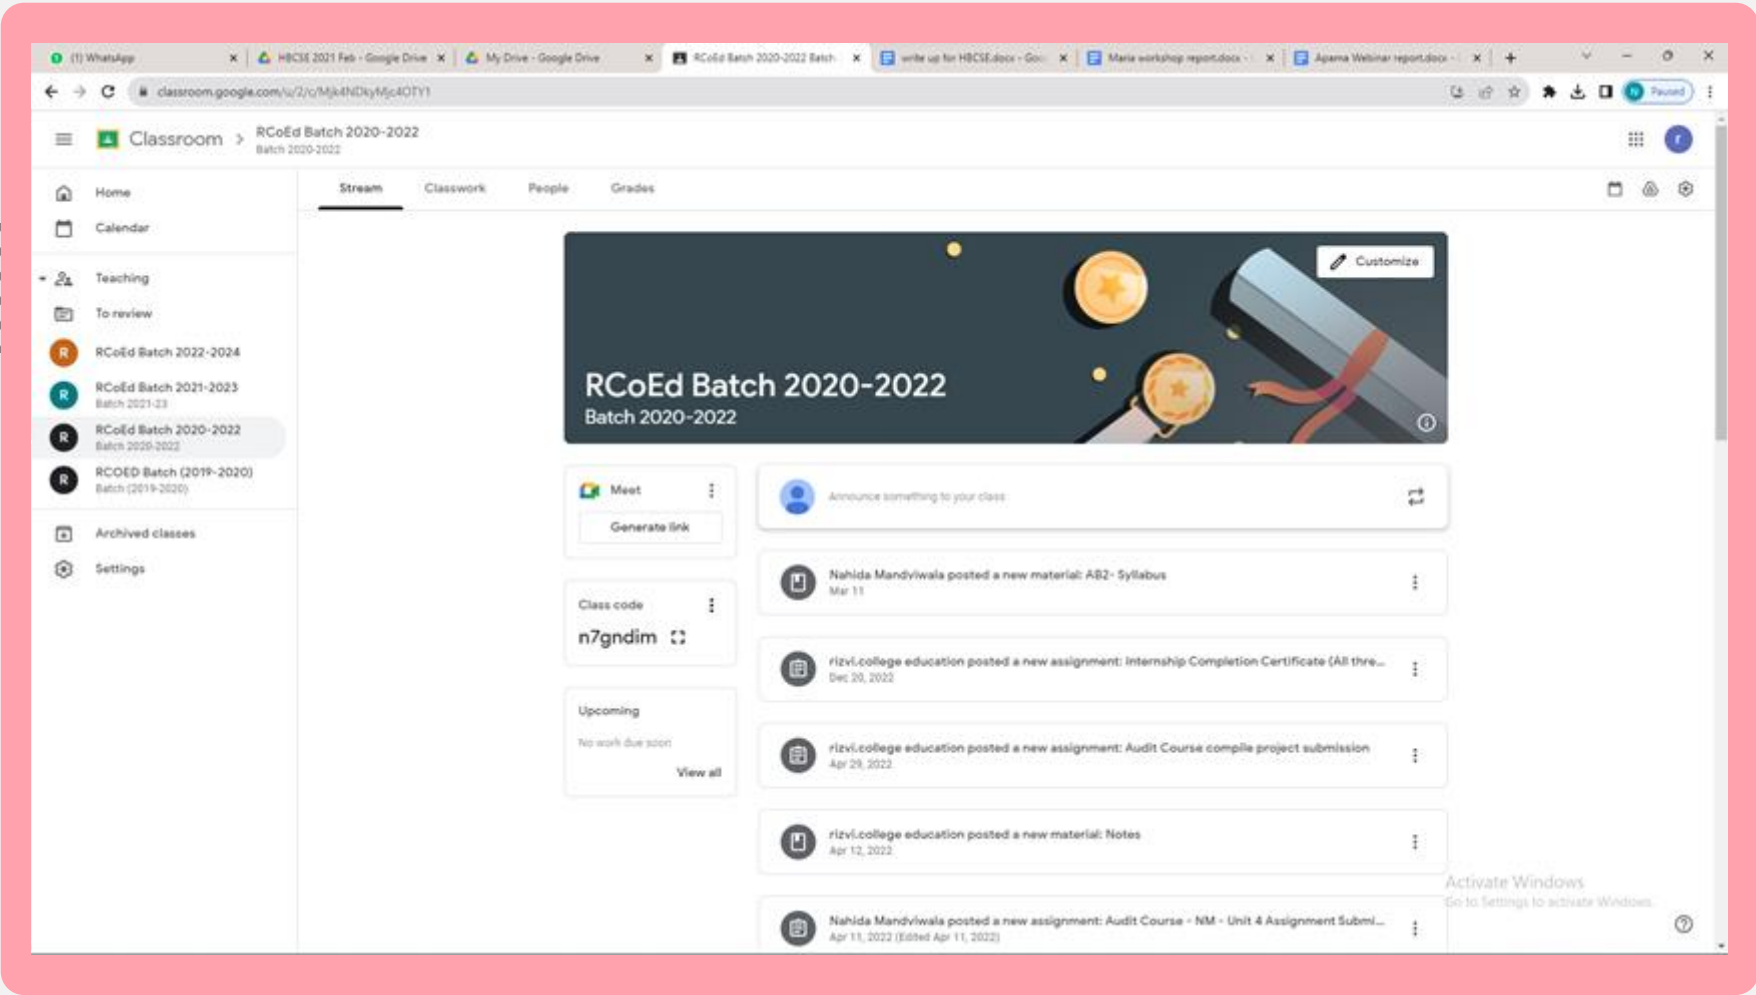 (1) WhatsApp
HBCSE 2021 Feb - Google Drive
My Drive - Google Drive
RCoEd Batch 2020-2022 Batch
write up for HBCSE.docx - Goo
Maria workshop report.docx -
Aparna Webinar report.docx -
classroom.google.com/u/2/c/Mjk4NDkyMjc4OTY1
Paused
Classroom > RCoEd Batch 2020-2022
Batch 2020-2022
r
Home
Calendar
Teaching
To review
R RCoEd Batch 2022-2024
R RCoEd Batch 2021-2023
Batch 2021-23
R RCoEd Batch 2020-2022
Batch 2020-2022
R RCOED Batch (2019-2020)
Batch (2019-2020)
Archived classes
Settings
Stream Classwork People Grades
Customize
RCoEd Batch 2020-2022
Batch 2020-2022
Meet
Generate link
Class code
n7gndim
Upcoming
No work due soon
View all
Announce something to your class
Nahida Mandviwala posted a new material: AB2- Syllabus
Mar 11
rizvi.college education posted a new assignment: Internship Completion Certificate (All thre...
Dec 20, 2022
rizvi.college education posted a new assignment: Audit Course compile project submission
Apr 29, 2022
rizvi.college education posted a new material: Notes
Apr 12, 2022
Nahida Mandviwala posted a new assignment: Audit Course - NM - Unit 4 Assignment Submi...
Apr 11, 2022 (Edited Apr 11, 2022)
Activate Windows
Go to Settings to activate Windows.